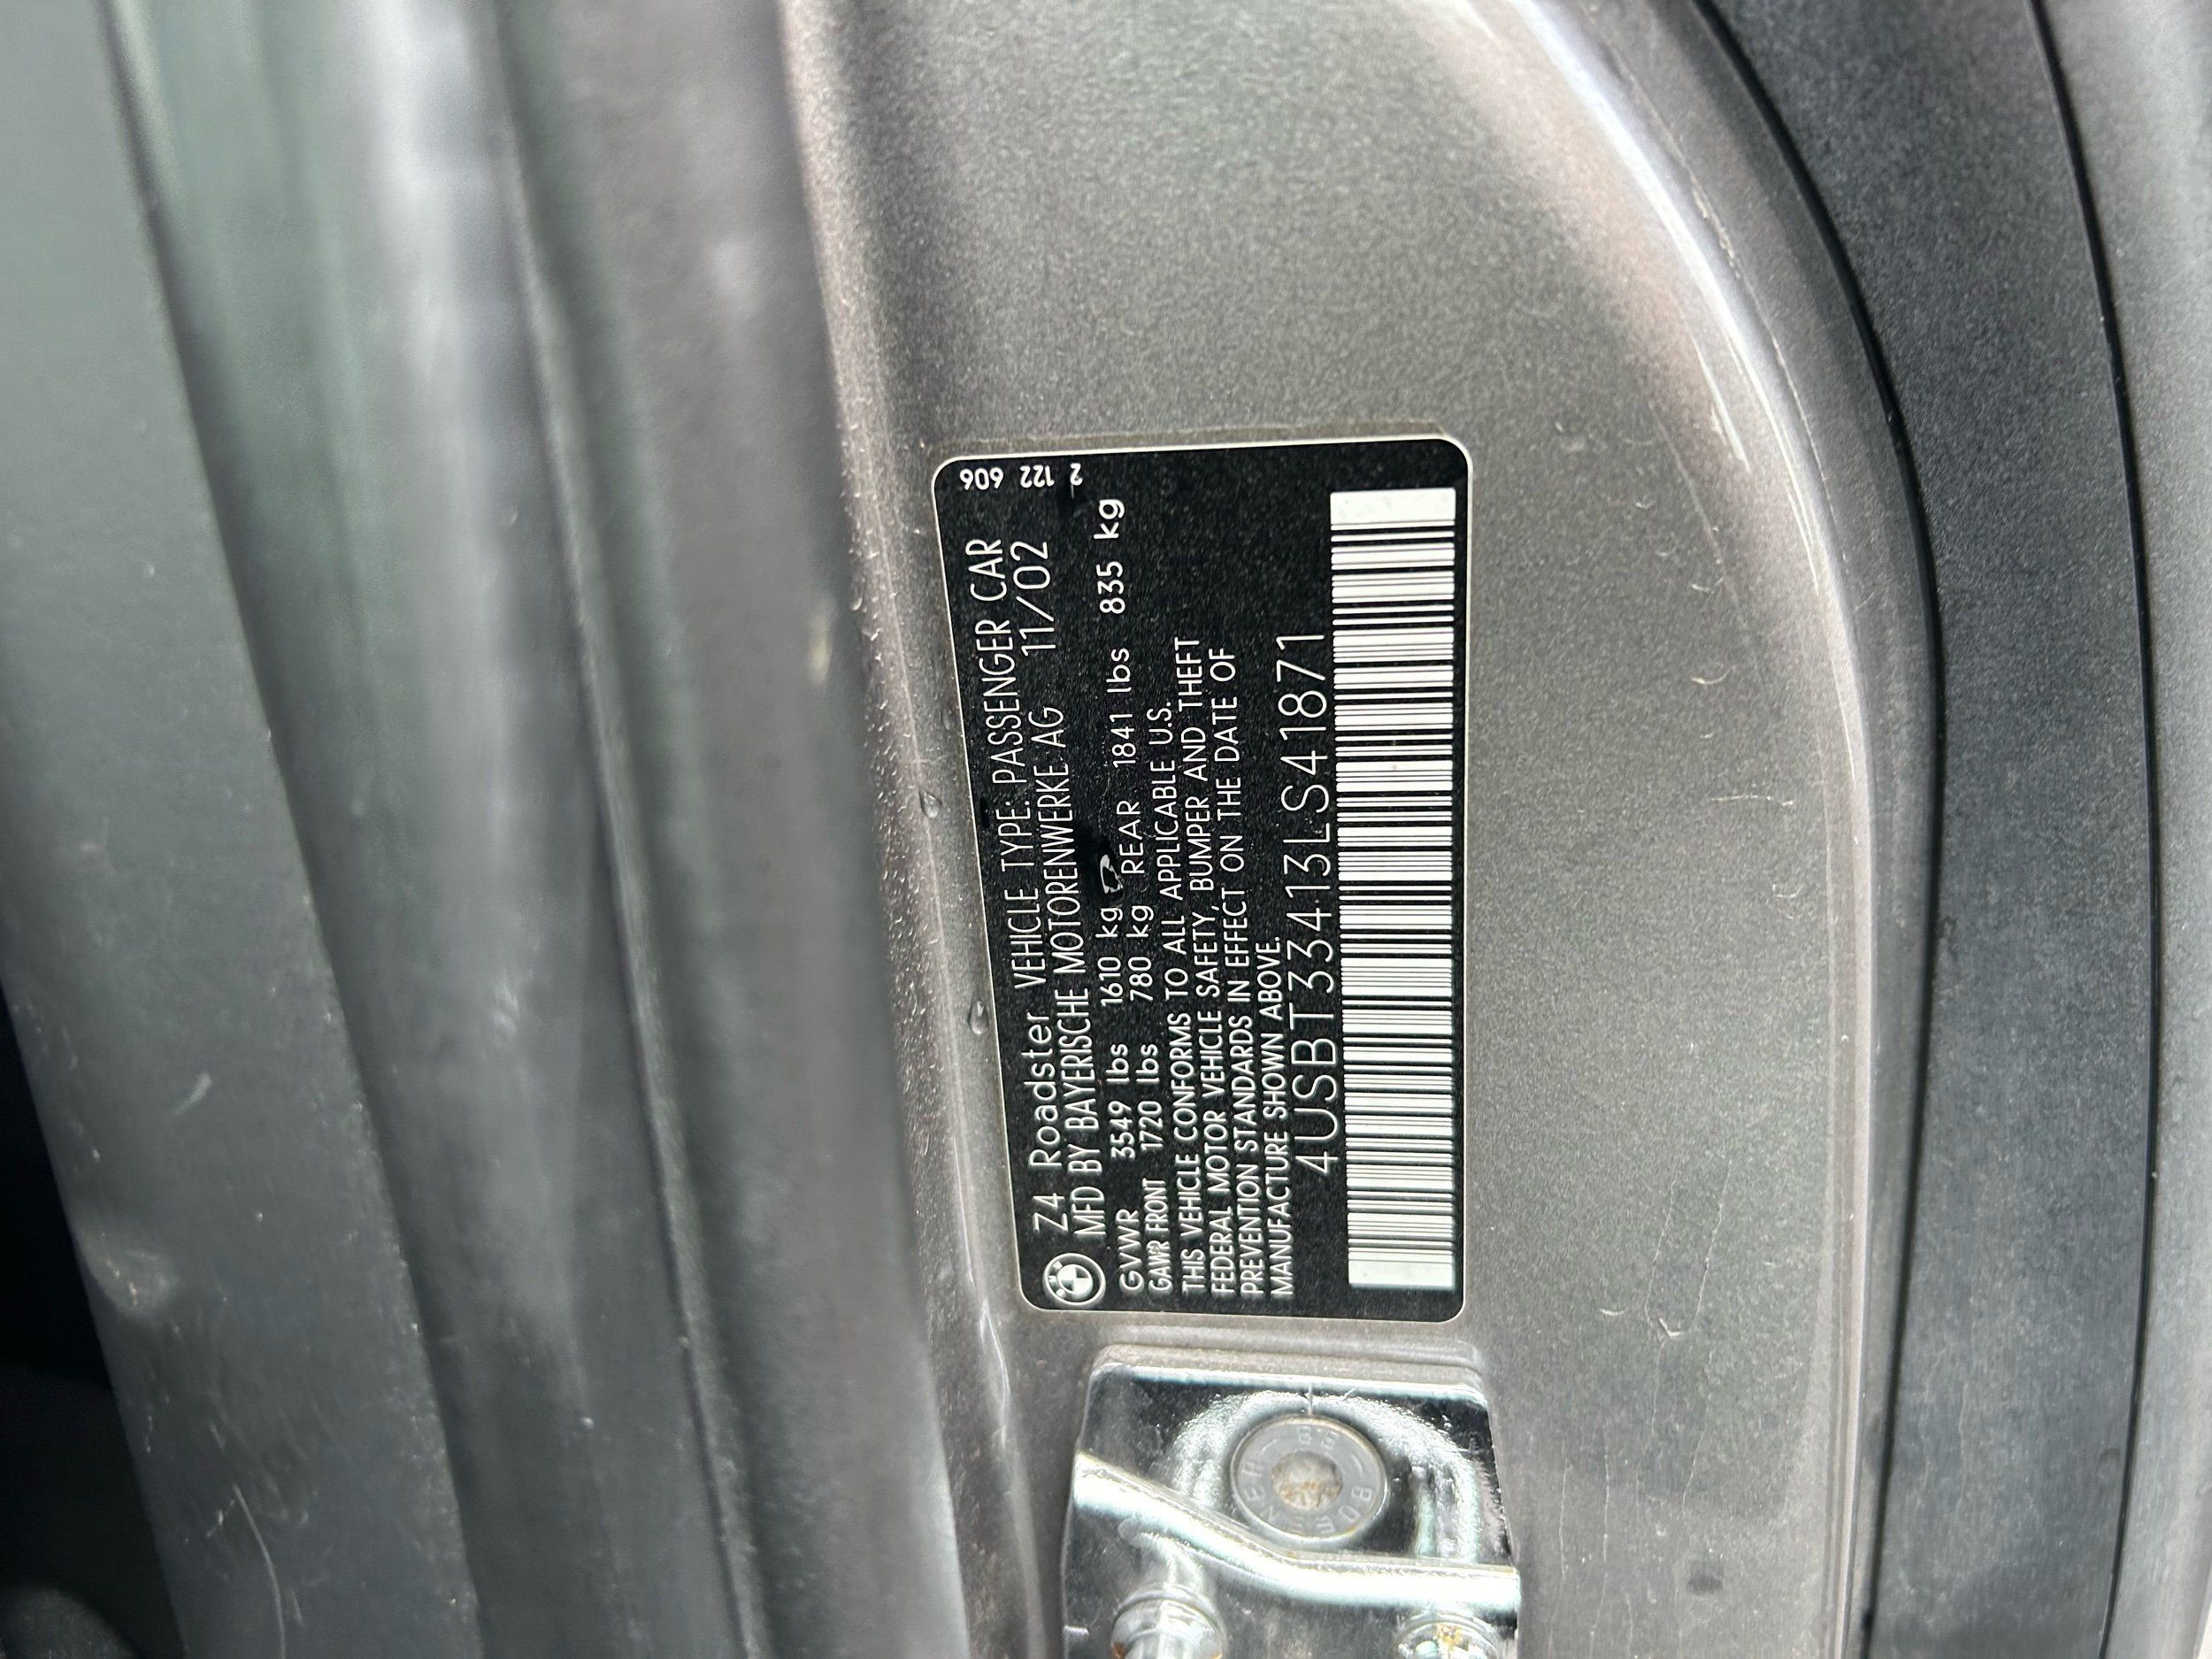 Z4 Roadster VEHICLE TYPE: PASSENGER CAR
MFD BY BAYERISCHE MOTORENWERKE AG 11/02
GVWR 3549 lbs 1610 kg
GAWR FRONT 1720 lbs 780 kg REAR 1841 lbs 835 kg
THIS VEHICLE CONFORMS TO ALL APPLICABLE U.S.
FEDERAL MOTOR VEHICLE SAFETY, BUMPER AND THEFT
PREVENTION STANDARDS IN EFFECT ON THE DATE OF
MANUFACTURE SHOWN ABOVE.
4USBT33413LS41871
2 122 606